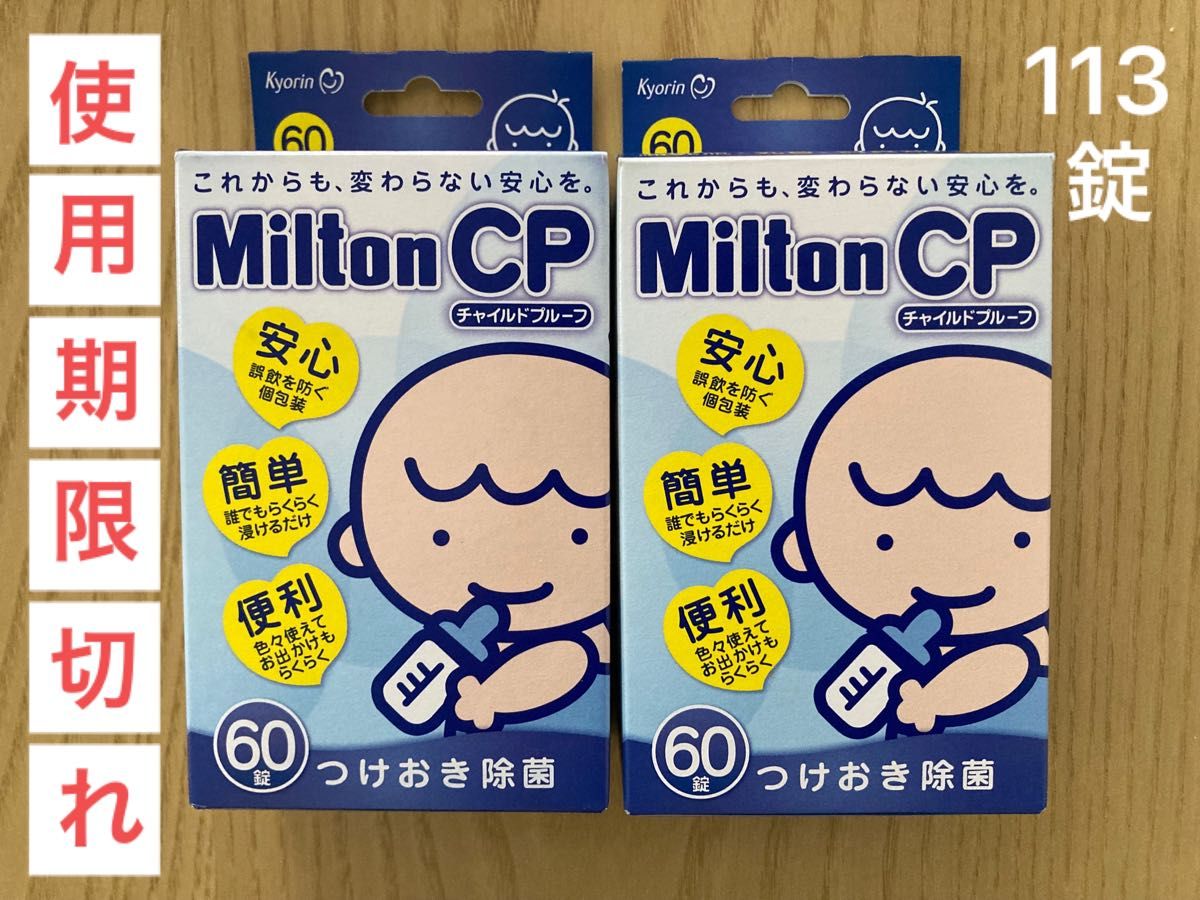 使用期限切れ
113
錠
Kyorin
60
これからも、変わらない安心を。
Milton CP
チャイルドプルーフ
安心
誤飲を防ぐ
個包装
簡単
誰でもらくらく
浸けるだけ
便利
色々使えて
お出かけも
らくらく
60
錠
つけおき除菌
Kyorin
60
これからも、変わらない安心を。
Milton CP
チャイルドプルーフ
安心
誤飲を防ぐ
個包装
簡単
誰でもらくらく
浸けるだけ
便利
色々使えて
お出かけも
らくらく
60
錠
つけおき除菌